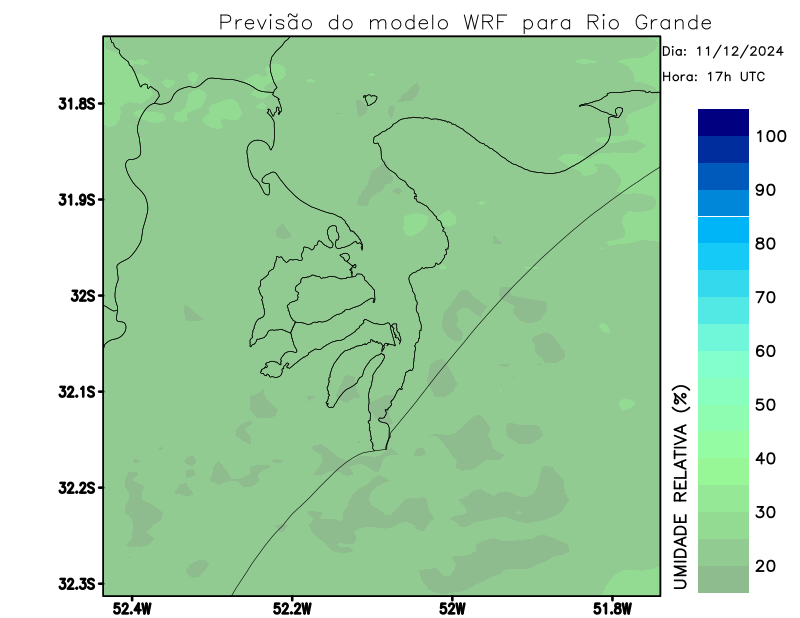 Previsão do modelo WRF para Rio Grande
Dia: 11/12/2024
Hora: 17h UTC
31.8S
31.9S
32S
32.1S
32.2S
32.3S
52.4W
52.2W
52W
51.8W
100
90
80
70
60
50
40
30
20
UMIDADE RELATIVA (%)